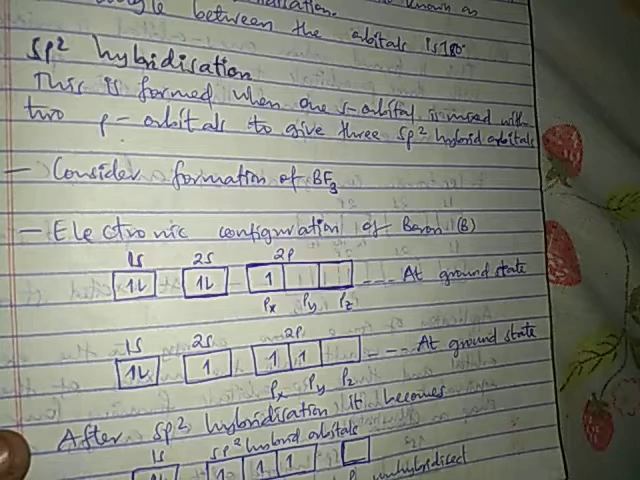 between the orbitals is 180°
Sp² hybridisation
This is formed when one s-orbital is mixed with
two p-orbitals to give three Sp² hybrid orbitals
- Consider formation of BF₃
- Electronic configuration of Boron (B)
1S 2S 2P
1L 1L - 1 ---- At ground state
Px Py Pz
1S 2S 2P
1L 1 1 1 ---- At ground state
Px Py Pz
After Sp² hybridisation it becomes
1S Sp² hybrid orbitals
1 1 1
unhybridised